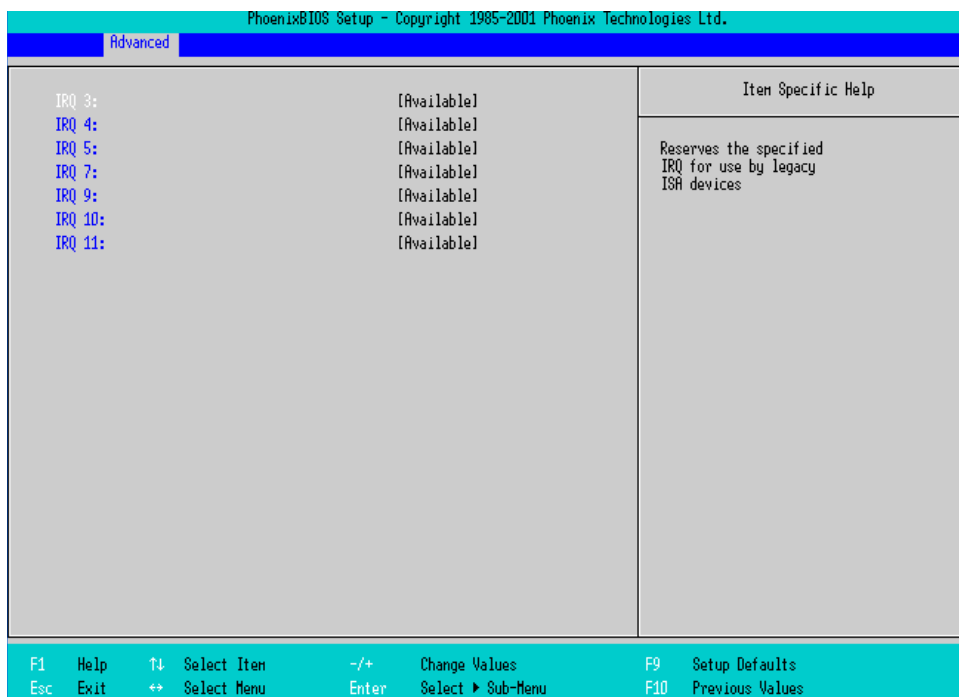 PhoenixBIOS Setup - Copyright 1985-2001 Phoenix Technologies Ltd.
Advanced
IRQ 3: [Available]
IRQ 4: [Available]
IRQ 5: [Available]
IRQ 7: [Available]
IRQ 9: [Available]
IRQ 10: [Available]
IRQ 11: [Available]
Item Specific Help
Reserves the specified
IRQ for use by legacy
ISA devices
F1 Help ↑↓ Select Item -/+ Change Values F9 Setup Defaults
Esc Exit ↔ Select Menu Enter Select ▶ Sub-Menu F10 Previous Values